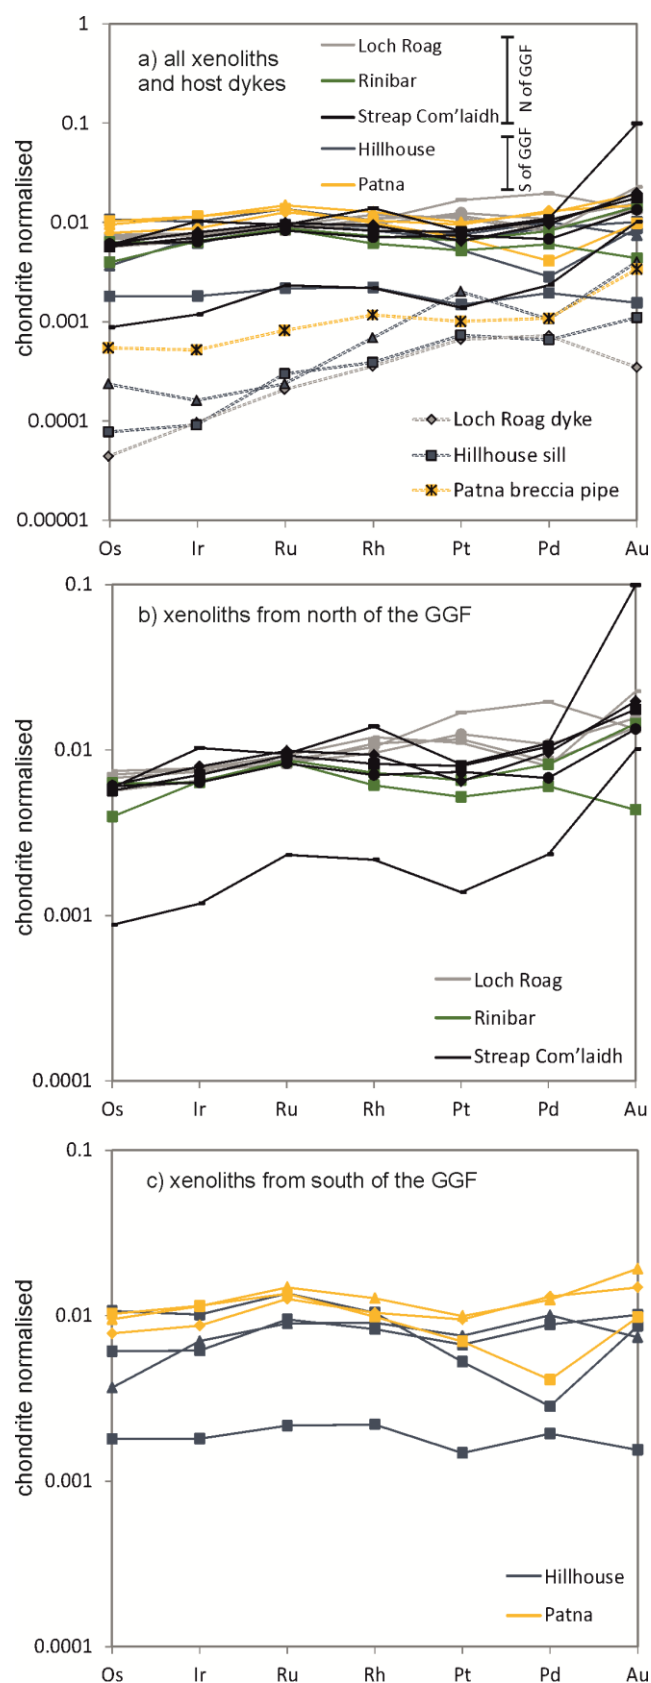 a) all xenoliths
and host dykes
Loch Roag
Rinibar
Streap Com'laidh
Hillhouse
Patna
N of GGF
S of GGF
chondrite normalised
1
0.1
0.01
0.001
0.0001
0.00001
Loch Roag dyke
Hillhouse sill
Patna breccia pipe
Os Ir Ru Rh Pt Pd Au
b) xenoliths from north of the GGF
chondrite normalised
0.1
0.01
0.001
0.0001
Loch Roag
Rinibar
Streap Com'laidh
Os Ir Ru Rh Pt Pd Au
c) xenoliths from south of the GGF
chondrite normalised
0.1
0.01
0.001
0.0001
Hillhouse
Patna
Os Ir Ru Rh Pt Pd Au